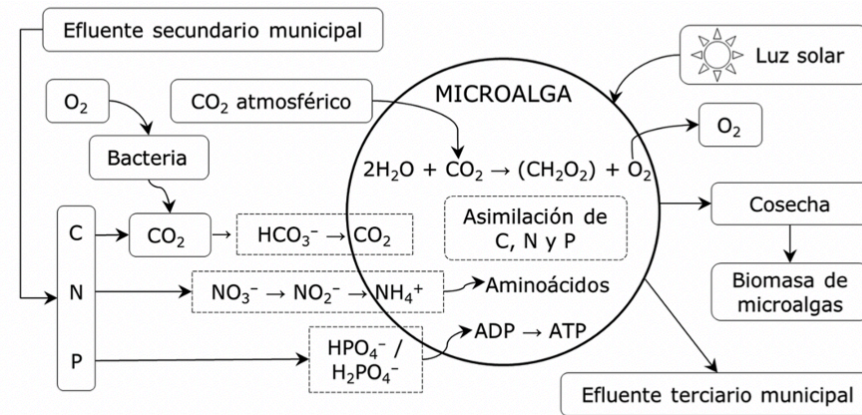 Efluente secundario municipal
O₂
CO₂ atmosférico
MICROALGA
Luz solar
O₂
Bacteria
2H₂O + CO₂ → (CH₂O₂) + O₂
C
CO₂ → HCO₃⁻ → CO₂
Asimilación de
C, N y P
Cosecha
N
NO₃⁻ → NO₂⁻ → NH₄⁺
Aminoácidos
Biomasa de
microalgas
P
HPO₄⁻ /
H₂PO₄⁻
ADP → ATP
Efluente terciario municipal